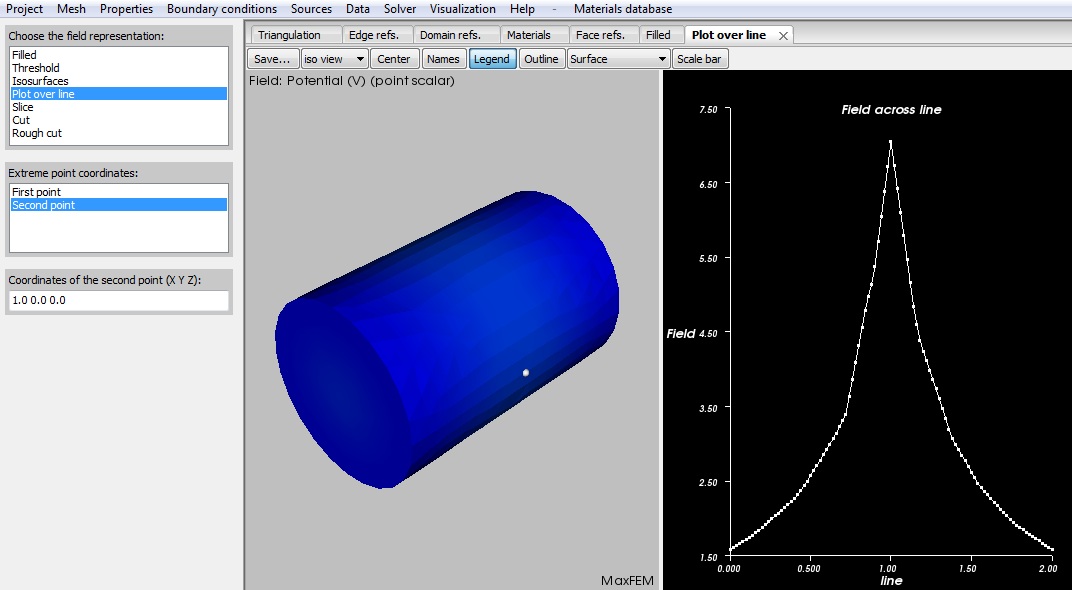 Project Mesh Properties Boundary conditions Sources Data Solver Visualization Help - Materials database
Choose the field representation:
Filled
Threshold
Isosurfaces
Plot over line
Slice
Cut
Rough cut
Extreme point coordinates:
First point
Second point
Coordinates of the second point (X Y Z):
1.0 0.0 0.0
Triangulation Edge refs. Domain refs. Materials Face refs. Filled Plot over line
Save... iso view Center Names Legend Outline Surface Scale bar
Field: Potential (V) (point scalar)
MaxFEM
Field across line
7.50
6.50
5.50
Field 4.50
3.50
2.50
1.50
0.000 0.500 1.00 1.50 2.00
line